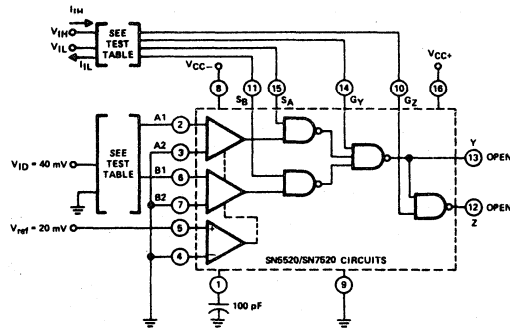 IIH
VIH
VIL
IIL
SEE
TEST
TABLE
VCC−
8
SB
11
15
SA
14
GY
10
GZ
VCC+
16
VID = 40 mV
SEE
TEST
TABLE
A1
2
A2
3
B1
6
B2
7
Vref = 20 mV
5
4
+
−
Y
13 OPEN
12 OPEN
Z
SN5520/SN7520 CIRCUITS
1
100 pF
9